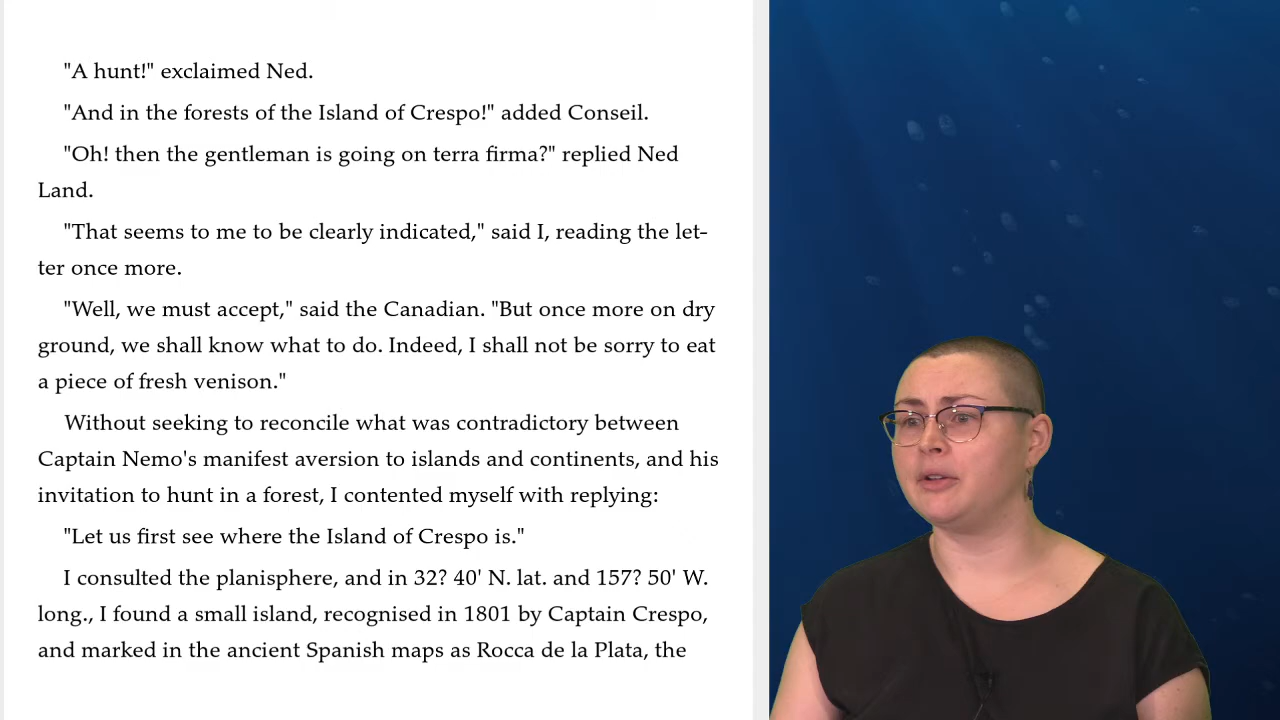 "A hunt!" exclaimed Ned.
"And in the forests of the Island of Crespo!" added Conseil.
"Oh! then the gentleman is going on terra firma?" replied Ned
Land.
"That seems to me to be clearly indicated," said I, reading the let-
ter once more.
"Well, we must accept," said the Canadian. "But once more on dry
ground, we shall know what to do. Indeed, I shall not be sorry to eat
a piece of fresh venison."
Without seeking to reconcile what was contradictory between
Captain Nemo's manifest aversion to islands and continents, and his
invitation to hunt in a forest, I contented myself with replying:
"Let us first see where the Island of Crespo is."
I consulted the planisphere, and in 32? 40' N. lat. and 157? 50' W.
long., I found a small island, recognised in 1801 by Captain Crespo,
and marked in the ancient Spanish maps as Rocca de la Plata, the